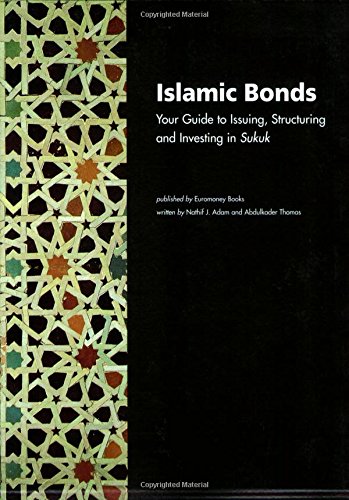 Copyrighted Material
Islamic Bonds
Your Guide to Issuing, Structuring
and Investing in Sukuk
published by Euromoney Books
written by Nathif J. Adam and Abdulkader Thomas
Copyrighted Material